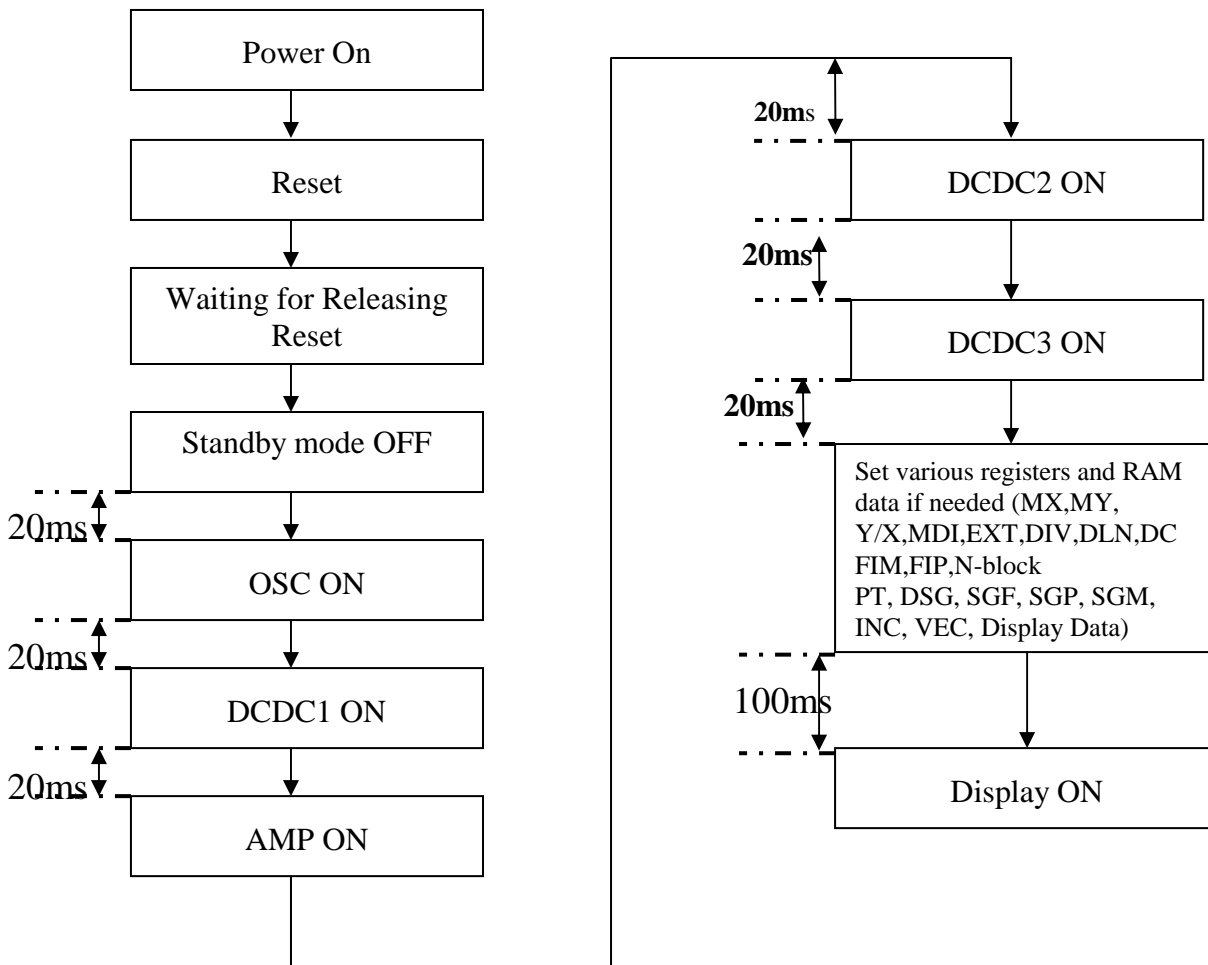 Power On
Reset
Waiting for Releasing
Reset
Standby mode OFF
20ms
OSC ON
20ms
DCDC1 ON
20ms
AMP ON
20ms
DCDC2 ON
20ms
DCDC3 ON
20ms
Set various registers and RAM
data if needed (MX,MY,
Y/X,MDI,EXT,DIV,DLN,DC
FIM,FIP,N-block
PT, DSG, SGF, SGP, SGM,
INC, VEC, Display Data)
100ms
Display ON